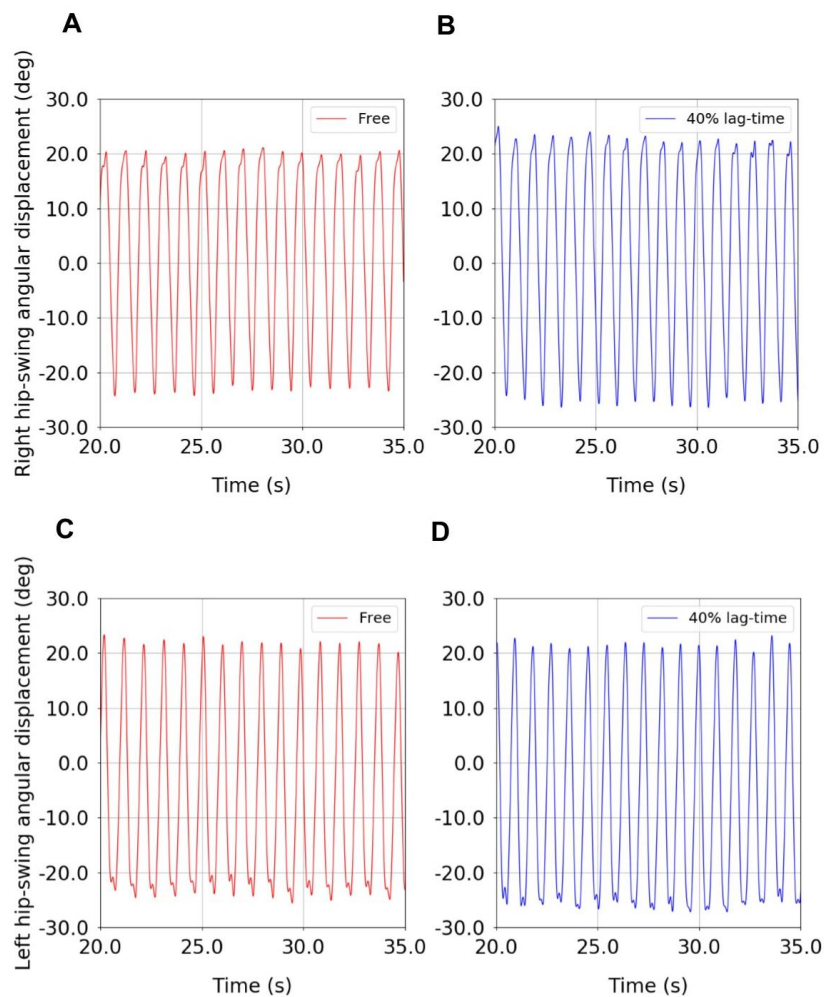 A
B
Right hip-swing angular displacement (deg)
30.0
20.0
10.0
0.0
-10.0
-20.0
-30.0
20.0 25.0 30.0 35.0
Time (s)
Free
30.0
20.0
10.0
0.0
-10.0
-20.0
-30.0
20.0 25.0 30.0 35.0
Time (s)
40% lag-time
C
D
Left hip-swing angular displacement (deg)
30.0
20.0
10.0
0.0
-10.0
-20.0
-30.0
20.0 25.0 30.0 35.0
Time (s)
Free
30.0
20.0
10.0
0.0
-10.0
-20.0
-30.0
20.0 25.0 30.0 35.0
Time (s)
40% lag-time